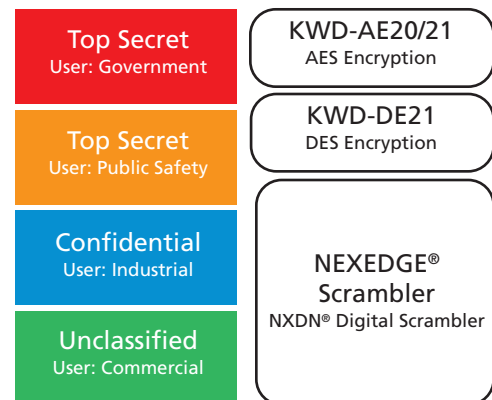 Top Secret
User: Government
KWD-AE20/21
AES Encryption
Top Secret
User: Public Safety
KWD-DE21
DES Encryption
Confidential
User: Industrial
Unclassified
User: Commercial
NEXEDGE®
Scrambler
NXDN® Digital Scrambler